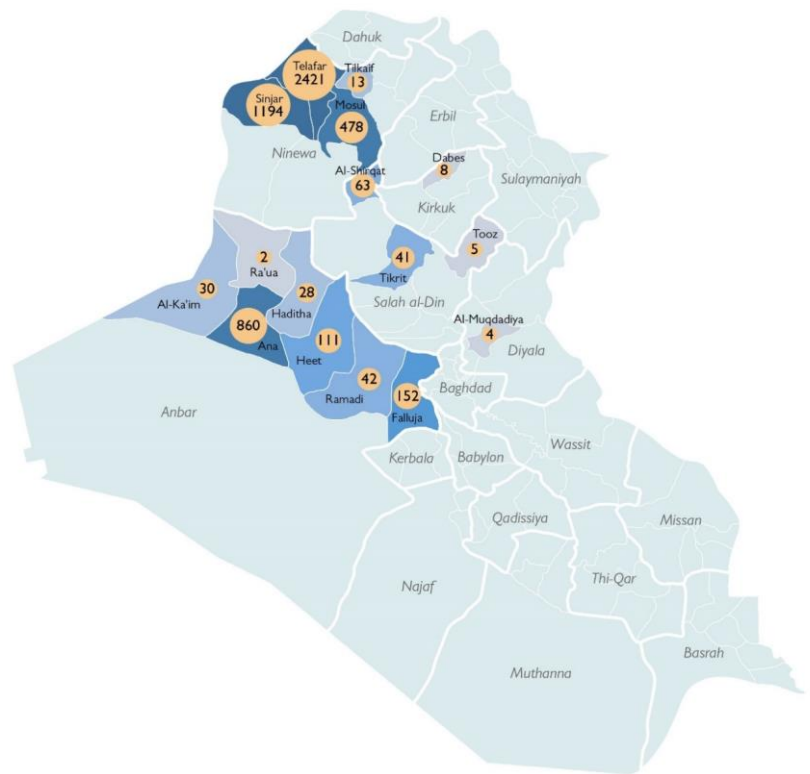 Dahuk
Telafar
2421
Tilkaif
13
Sinjar
1194
Mosul
478
Erbil
Ninewa
Dabes
8
Al-Shirqat
63
Sulaymaniyah
Kirkuk
Tooz
5
2
Ra'ua
41
Tikrit
30
Al-Ka'im
28
Haditha
Salah al-Din
860
Ana
Al-Muqdadiya
4
111
Heet
Diyala
42
Ramadi
152
Falluja
Baghdad
Anbar
Wassit
Kerbala
Babylon
Qadissiya
Missan
Najaf
Thi-Qar
Basrah
Muthanna